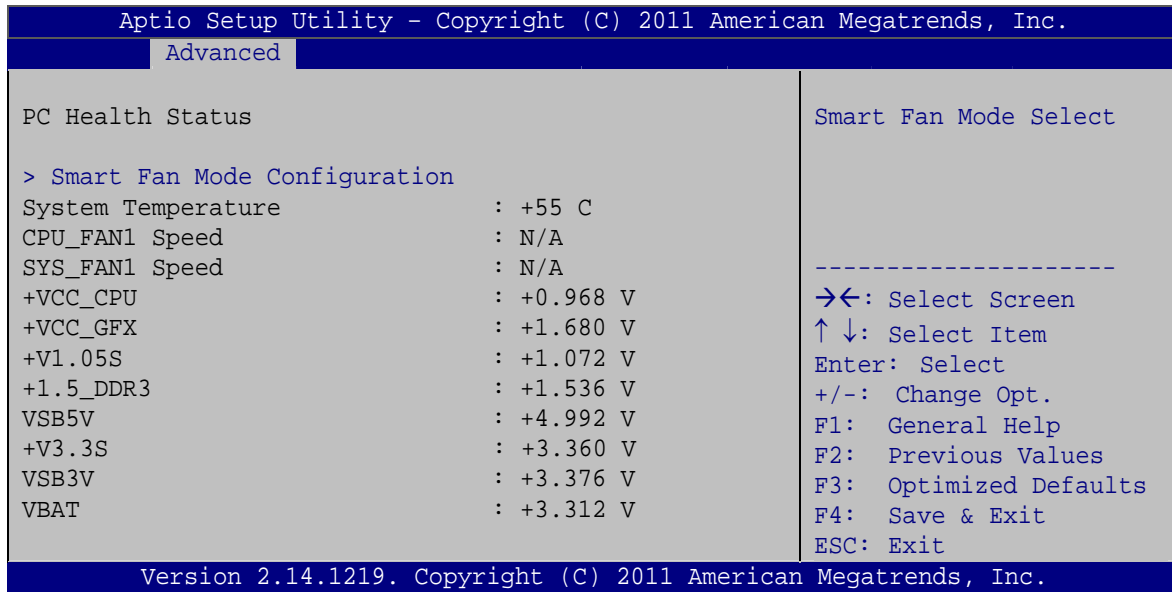 Aptio Setup Utility – Copyright (C) 2011 American Megatrends, Inc.
Advanced
PC Health Status
> Smart Fan Mode Configuration
System Temperature : +55 C
CPU_FAN1 Speed : N/A
SYS_FAN1 Speed : N/A
+VCC_CPU : +0.968 V
+VCC_GFX : +1.680 V
+V1.05S : +1.072 V
+1.5_DDR3 : +1.536 V
VSB5V : +4.992 V
+V3.3S : +3.360 V
VSB3V : +3.376 V
VBAT : +3.312 V
Smart Fan Mode Select
---------------------
→←: Select Screen
↑ ↓: Select Item
Enter: Select
+/-: Change Opt.
F1: General Help
F2: Previous Values
F3: Optimized Defaults
F4: Save & Exit
ESC: Exit
Version 2.14.1219. Copyright (C) 2011 American Megatrends, Inc.